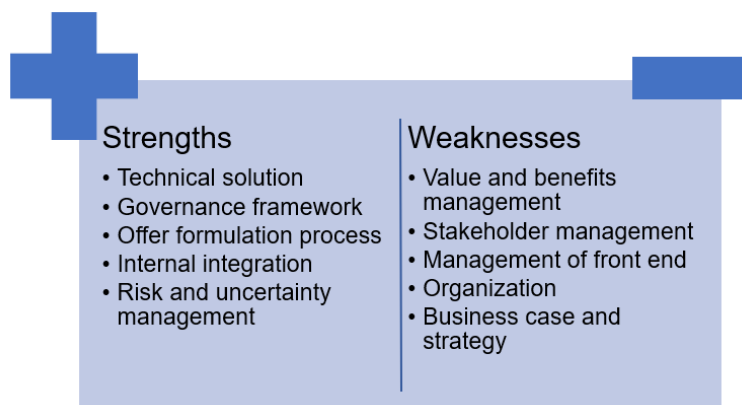 Strengths
• Technical solution
• Governance framework
• Offer formulation process
• Internal integration
• Risk and uncertainty
management
Weaknesses
• Value and benefits
management
• Stakeholder management
• Management of front end
• Organization
• Business case and
strategy